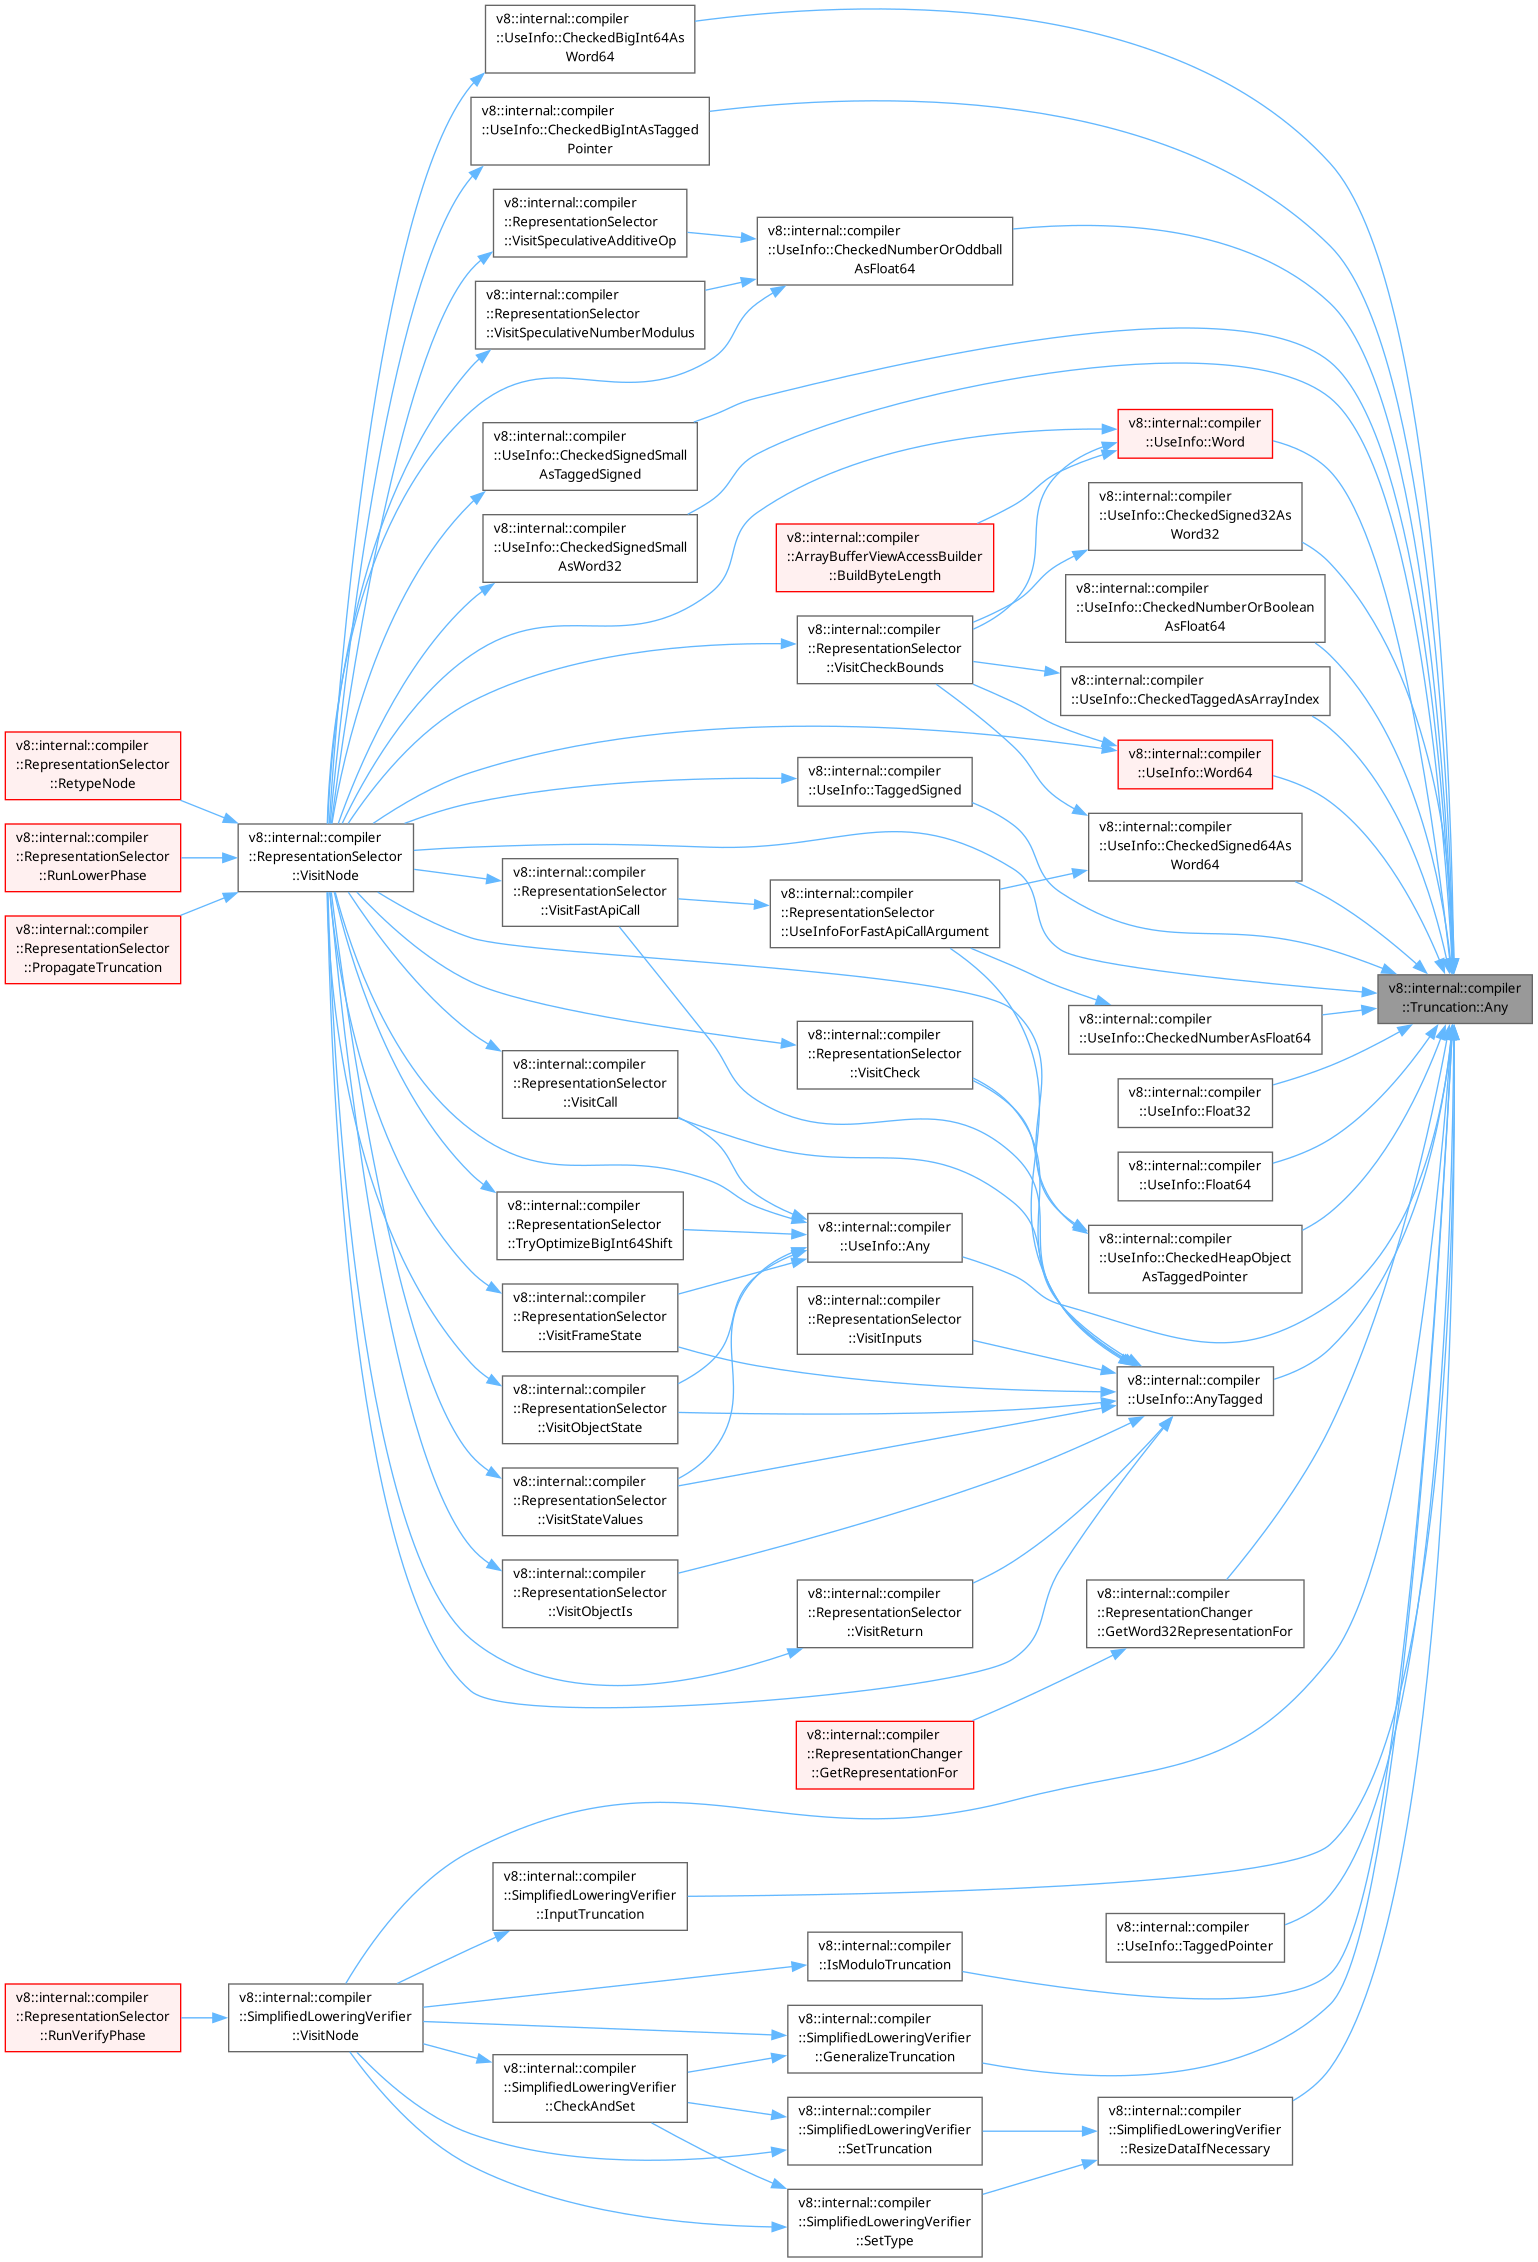 v8::internal::compiler
::UseInfo::CheckedBigInt64As
Word64
v8::internal::compiler
::UseInfo::CheckedBigIntAsTagged
Pointer
v8::internal::compiler
::RepresentationSelector
::VisitSpeculativeAdditiveOp
v8::internal::compiler
::UseInfo::CheckedNumberOrOddball
AsFloat64
v8::internal::compiler
::RepresentationSelector
::VisitSpeculativeNumberModulus
v8::internal::compiler
::UseInfo::CheckedSignedSmall
AsTaggedSigned
v8::internal::compiler
::UseInfo::Word
v8::internal::compiler
::UseInfo::CheckedSigned32As
Word32
v8::internal::compiler
::UseInfo::CheckedSignedSmall
AsWord32
v8::internal::compiler
::ArrayBufferViewAccessBuilder
::BuildByteLength
v8::internal::compiler
::UseInfo::CheckedNumberOrBoolean
AsFloat64
v8::internal::compiler
::RepresentationSelector
::VisitCheckBounds
v8::internal::compiler
::UseInfo::CheckedTaggedAsArrayIndex
v8::internal::compiler
::RepresentationSelector
::RetypeNode
v8::internal::compiler
::UseInfo::TaggedSigned
v8::internal::compiler
::UseInfo::Word64
v8::internal::compiler
::RepresentationSelector
::RunLowerPhase
v8::internal::compiler
::RepresentationSelector
::VisitNode
v8::internal::compiler
::UseInfo::CheckedSigned64As
Word64
v8::internal::compiler
::RepresentationSelector
::VisitFastApiCall
v8::internal::compiler
::RepresentationSelector
::UseInfoForFastApiCallArgument
v8::internal::compiler
::RepresentationSelector
::PropagateTruncation
v8::internal::compiler
::Truncation::Any
v8::internal::compiler
::UseInfo::CheckedNumberAsFloat64
v8::internal::compiler
::RepresentationSelector
::VisitCheck
v8::internal::compiler
::RepresentationSelector
::VisitCall
v8::internal::compiler
::UseInfo::Float32
v8::internal::compiler
::UseInfo::Float64
v8::internal::compiler
::RepresentationSelector
::TryOptimizeBigInt64Shift
v8::internal::compiler
::UseInfo::Any
v8::internal::compiler
::UseInfo::CheckedHeapObject
AsTaggedPointer
v8::internal::compiler
::RepresentationSelector
::VisitFrameState
v8::internal::compiler
::RepresentationSelector
::VisitInputs
v8::internal::compiler
::UseInfo::AnyTagged
v8::internal::compiler
::RepresentationSelector
::VisitObjectState
v8::internal::compiler
::RepresentationSelector
::VisitStateValues
v8::internal::compiler
::RepresentationSelector
::VisitObjectIs
v8::internal::compiler
::RepresentationSelector
::VisitReturn
v8::internal::compiler
::RepresentationChanger
::GetWord32RepresentationFor
v8::internal::compiler
::RepresentationChanger
::GetRepresentationFor
v8::internal::compiler
::SimplifiedLoweringVerifier
::InputTruncation
v8::internal::compiler
::UseInfo::TaggedPointer
v8::internal::compiler
::IsModuloTruncation
v8::internal::compiler
::RepresentationSelector
::RunVerifyPhase
v8::internal::compiler
::SimplifiedLoweringVerifier
::VisitNode
v8::internal::compiler
::SimplifiedLoweringVerifier
::GeneralizeTruncation
v8::internal::compiler
::SimplifiedLoweringVerifier
::CheckAndSet
v8::internal::compiler
::SimplifiedLoweringVerifier
::SetTruncation
v8::internal::compiler
::SimplifiedLoweringVerifier
::ResizeDataIfNecessary
v8::internal::compiler
::SimplifiedLoweringVerifier
::SetType